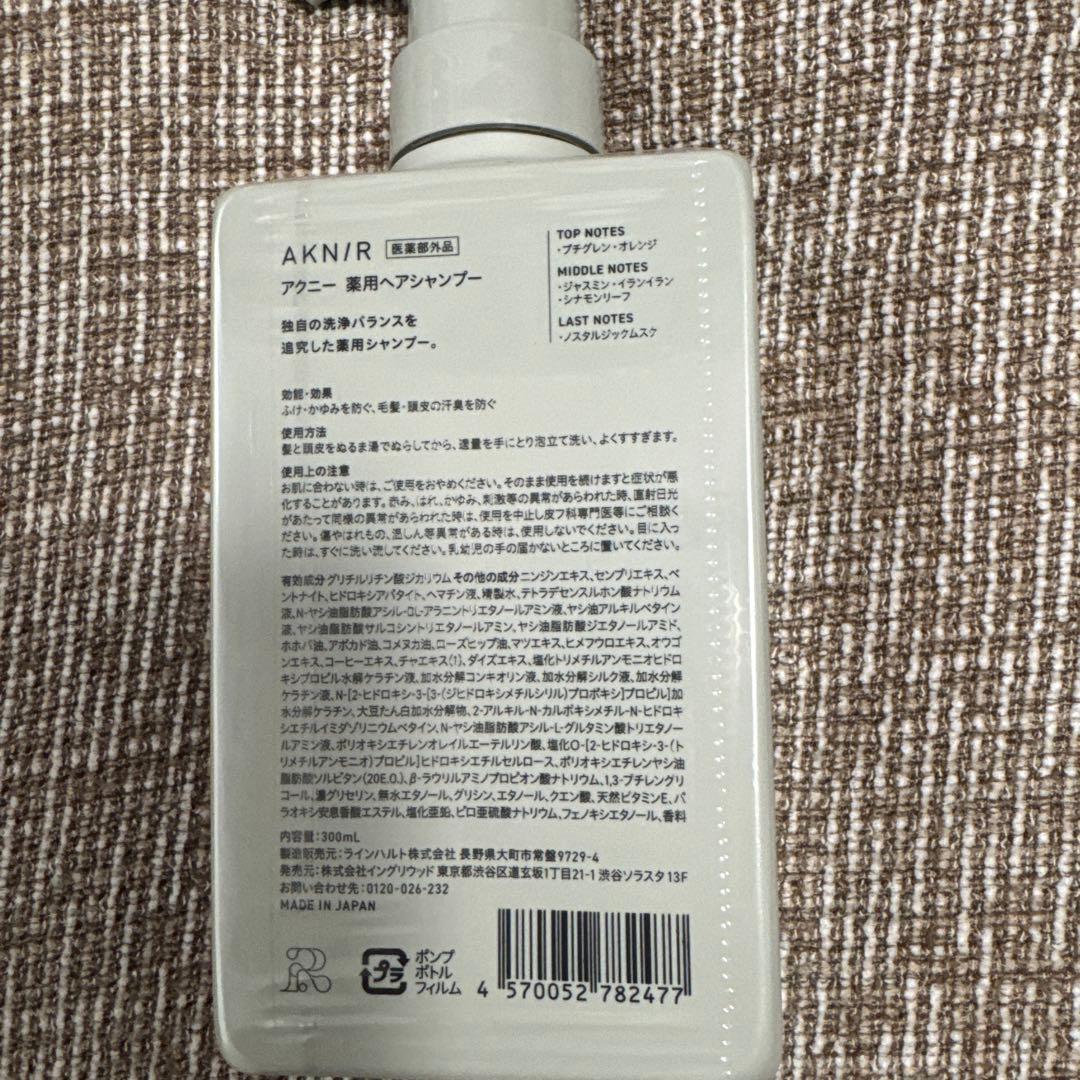 AKN/R 医薬部外品
アクニー 薬用ヘアシャンプー
独自の洗浄バランスを
追究した薬用シャンプー。
TOP NOTES
・プチグレン・オレンジ
MIDDLE NOTES
・ジャスミン・イランイラン
・シナモンリーフ
LAST NOTES
・ノスタルジックムスク
効能・効果
ふけ・かゆみを防ぐ、毛髪・頭皮の汗臭を防ぐ
使用方法
髪と頭皮をぬるま湯でぬらしてから、適量を手にとり泡立て洗い、よくすすぎます。
使用上の注意
お肌に合わない時は、ご使用をおやめください。そのまま使用を続けますと症状が悪
化することがあります。赤み、はれ、かゆみ、刺激等の異常があらわれた時、直射日光
があたって同様の異常があらわれた時は、使用を中止し皮フ科専門医等にご相談く
ださい。傷やはれもの、湿しん等異常がある時は、使用しないでください。目に入っ
た時は、すぐに洗い流してください。乳幼児の手の届かないところに置いてください。
有効成分 グリチルリチン酸ジカリウム その他の成分 ニンジンエキス、センブリエキス、ベ
ントナイト、ヒドロキシアパタイト、ヘマチン液、精製水、テトラデセンスルホン酸ナトリウム
液、N-ヤシ油脂肪酸アシル-DL-アラニントリエタノールアミン液、ヤシ油アルキルベタイン
液、ヤシ油脂肪酸サルコシントリエタノールアミン、ヤシ油脂肪酸ジエタノールアミド、
ホホバ油、アボカド油、コメヌカ油、ローズヒップ油、マツエキス、ヒメフウロエキス、オウゴ
ンエキス、コーヒーエキス、チャエキス(1)、ダイズエキス、塩化トリメチルアンモニオヒドロ
キシプロピル水解ケラチン液、加水分解コンキオリン液、加水分解シルク液、加水分解
ケラチン液、N-[2-ヒドロキシ-3-[3-(ジヒドロキシメチルシリル)プロポキシ]プロピル]加
水分解ケラチン、大豆たん白加水分解物、2-アルキル-N-カルボキシメチル-N-ヒドロキ
シエチルイミダゾリニウムベタイン、N-ヤシ油脂肪酸アシル-L-グルタミン酸トリエタノー
ルアミン液、ポリオキシエチレンオレイルエーテルリン酸、塩化O-[2-ヒドロキシ-3-(ト
リメチルアンモニオ)プロピル]ヒドロキシエチルセルロース、ポリオキシエチレンヤシ油
脂肪酸ソルビタン(20E.O.)、β-ラウリルアミノプロピオン酸ナトリウム、1,3-ブチレングリ
コール、濃グリセリン、無水エタノール、グリシン、エタノール、クエン酸、天然ビタミンE、パ
ラオキシ安息香酸エステル、塩化亜鉛、ピロ亜硫酸ナトリウム、フェノキシエタノール、香料
内容量:300mL
製造販売元:ラインハルト株式会社 長野県大町市常盤9729-4
発売元:株式会社イングリウッド 東京都渋谷区道玄坂1丁目21-1 渋谷ソラスタ13F
お問い合わせ先:0120-026-232
MADE IN JAPAN
プラ
ポンプ
ボトル
フィルム
4 570052 782477